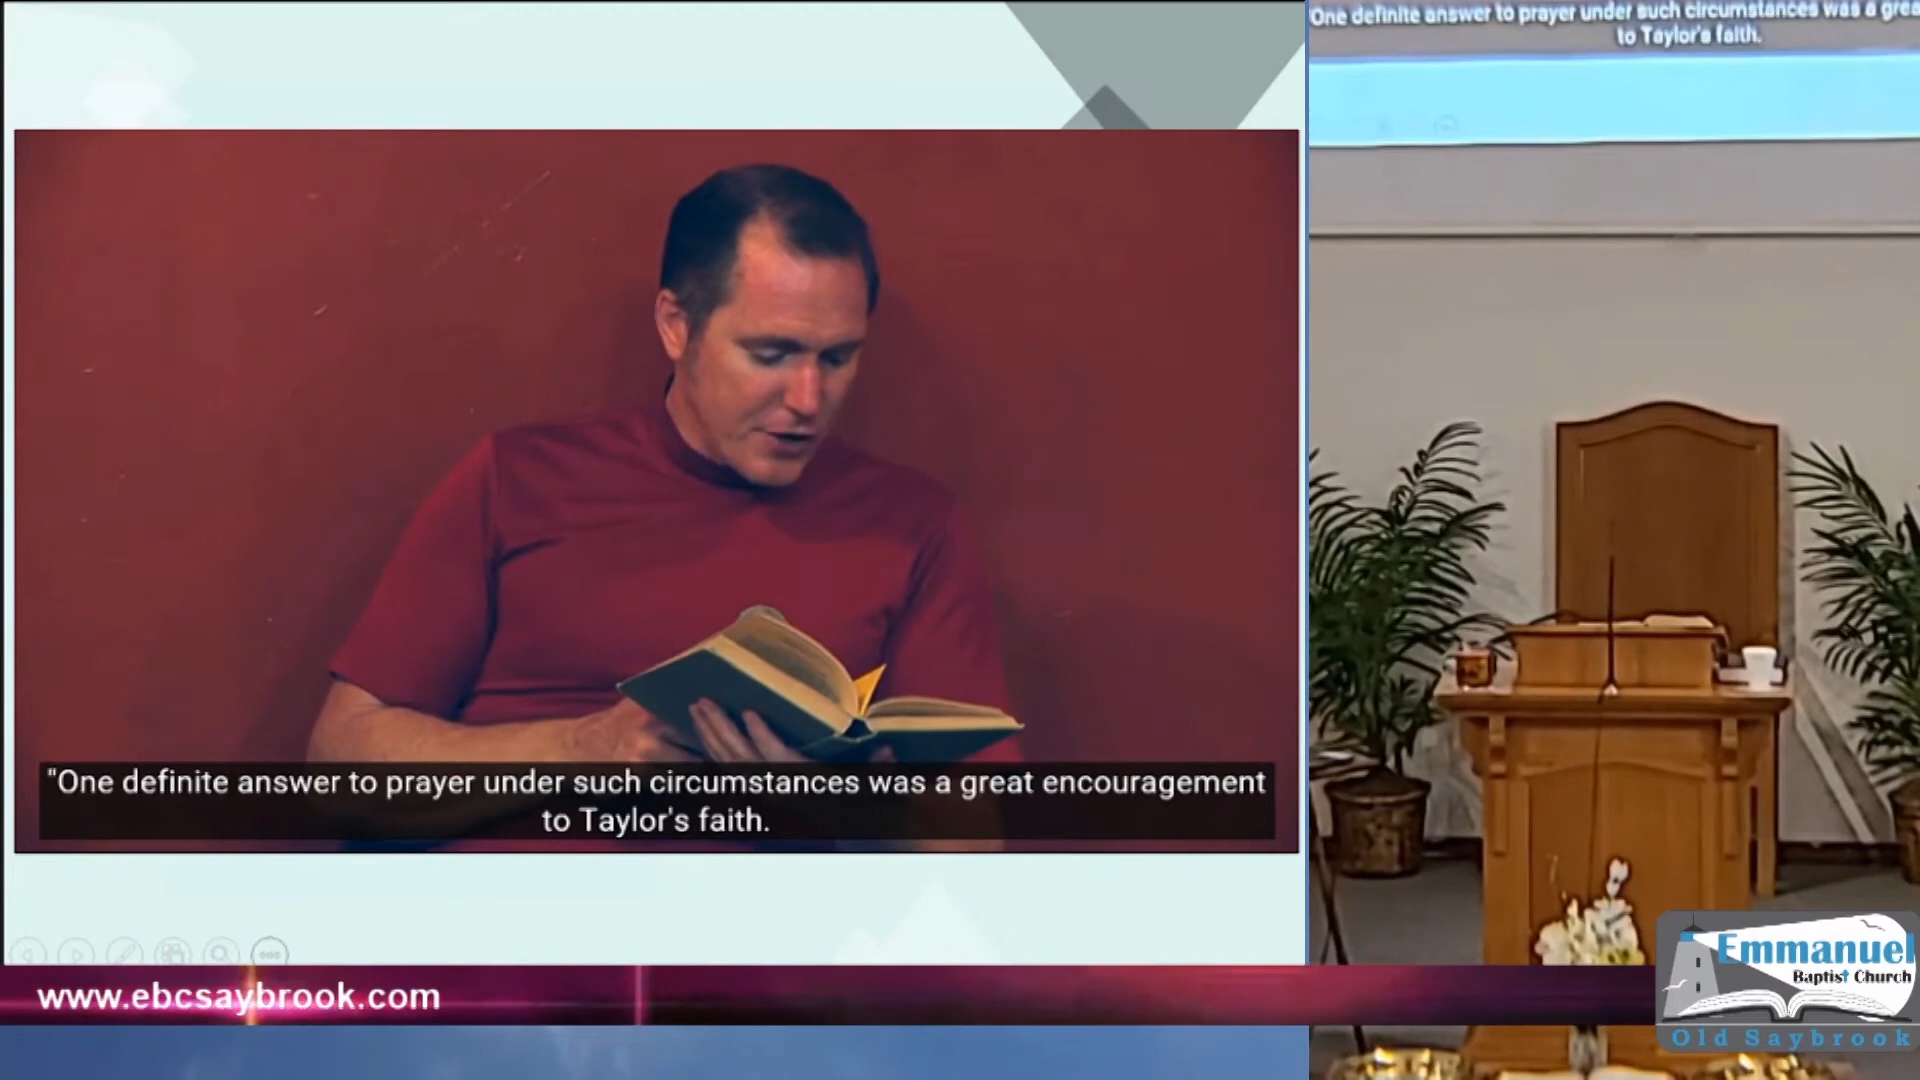 "One definite answer to prayer under such circumstances was a great encouragement
to Taylor's faith.
"One definite answer to prayer under such circumstances was a grea
to Taylor's faith.
www.ebcsaybrook.com
Emmanuel
Baptist Church
Old Saybrook